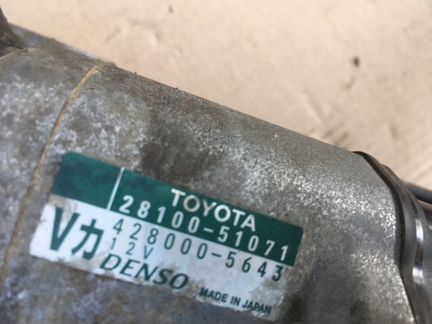 TOYOTA
28100-51071
Vカ 428000-5643
12V
DENSO MADE IN JAPAN